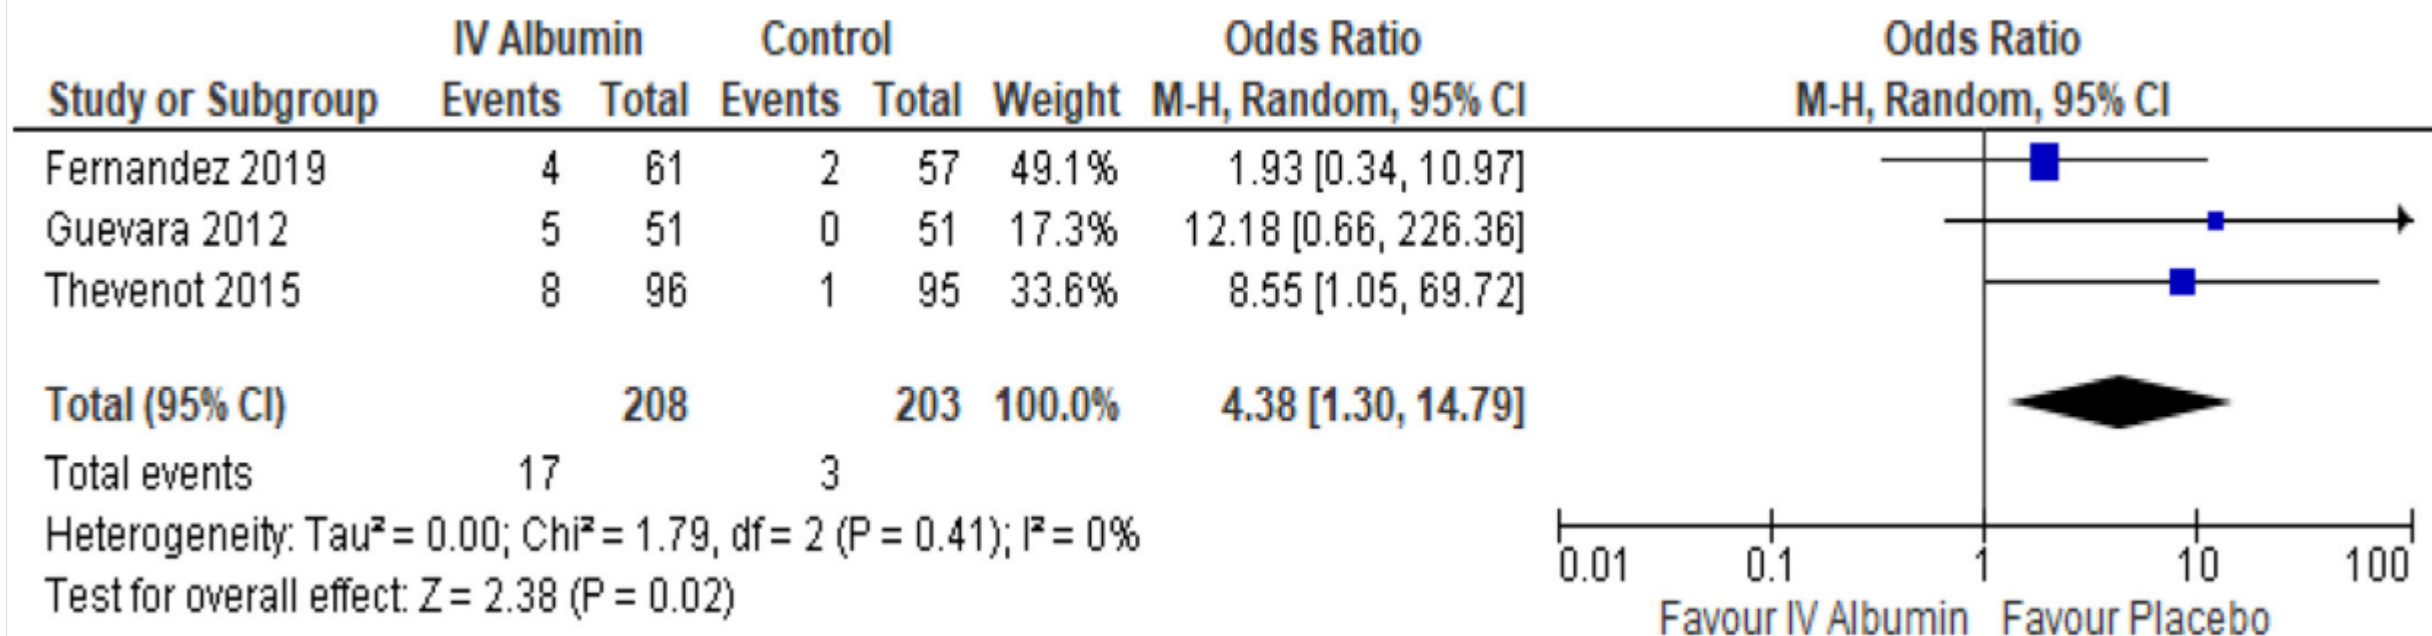 IV Albumin Control Odds Ratio Odds Ratio
Study or Subgroup Events Total Events Total Weight M-H, Random, 95% CI M-H, Random, 95% CI
Fernandez 2019 4 61 2 57 49.1% 1.93 [0.34, 10.97]
Guevara 2012 5 51 0 51 17.3% 12.18 [0.66, 226.36]
Thevenot 2015 8 96 1 95 33.6% 8.55 [1.05, 69.72]
Total (95% CI) 208 203 100.0% 4.38 [1.30, 14.79]
Total events 17 3
Heterogeneity: Tau² = 0.00; Chi² = 1.79, df = 2 (P = 0.41); I² = 0%
Test for overall effect: Z = 2.38 (P = 0.02)
0.01 0.1 1 10 100
Favour IV Albumin Favour Placebo